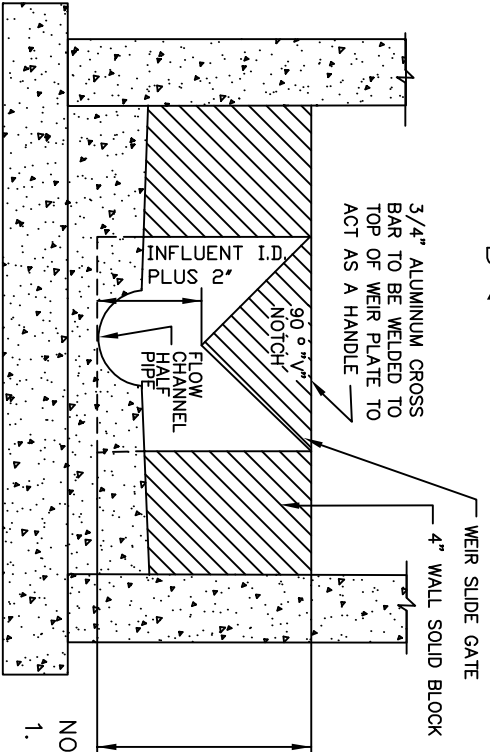 3/4" ALUMINUM CROSS
BAR TO BE WELDED TO
TOP OF WEIR PLATE TO
ACT AS A HANDLE
WEIR SLIDE GATE
4" WALL SOLID BLOCK
90° "V"
NOTCH
INFLUENT I.D.
PLUS 2"
FLOW
CHANNEL
HALF
PIPE
NO
1.